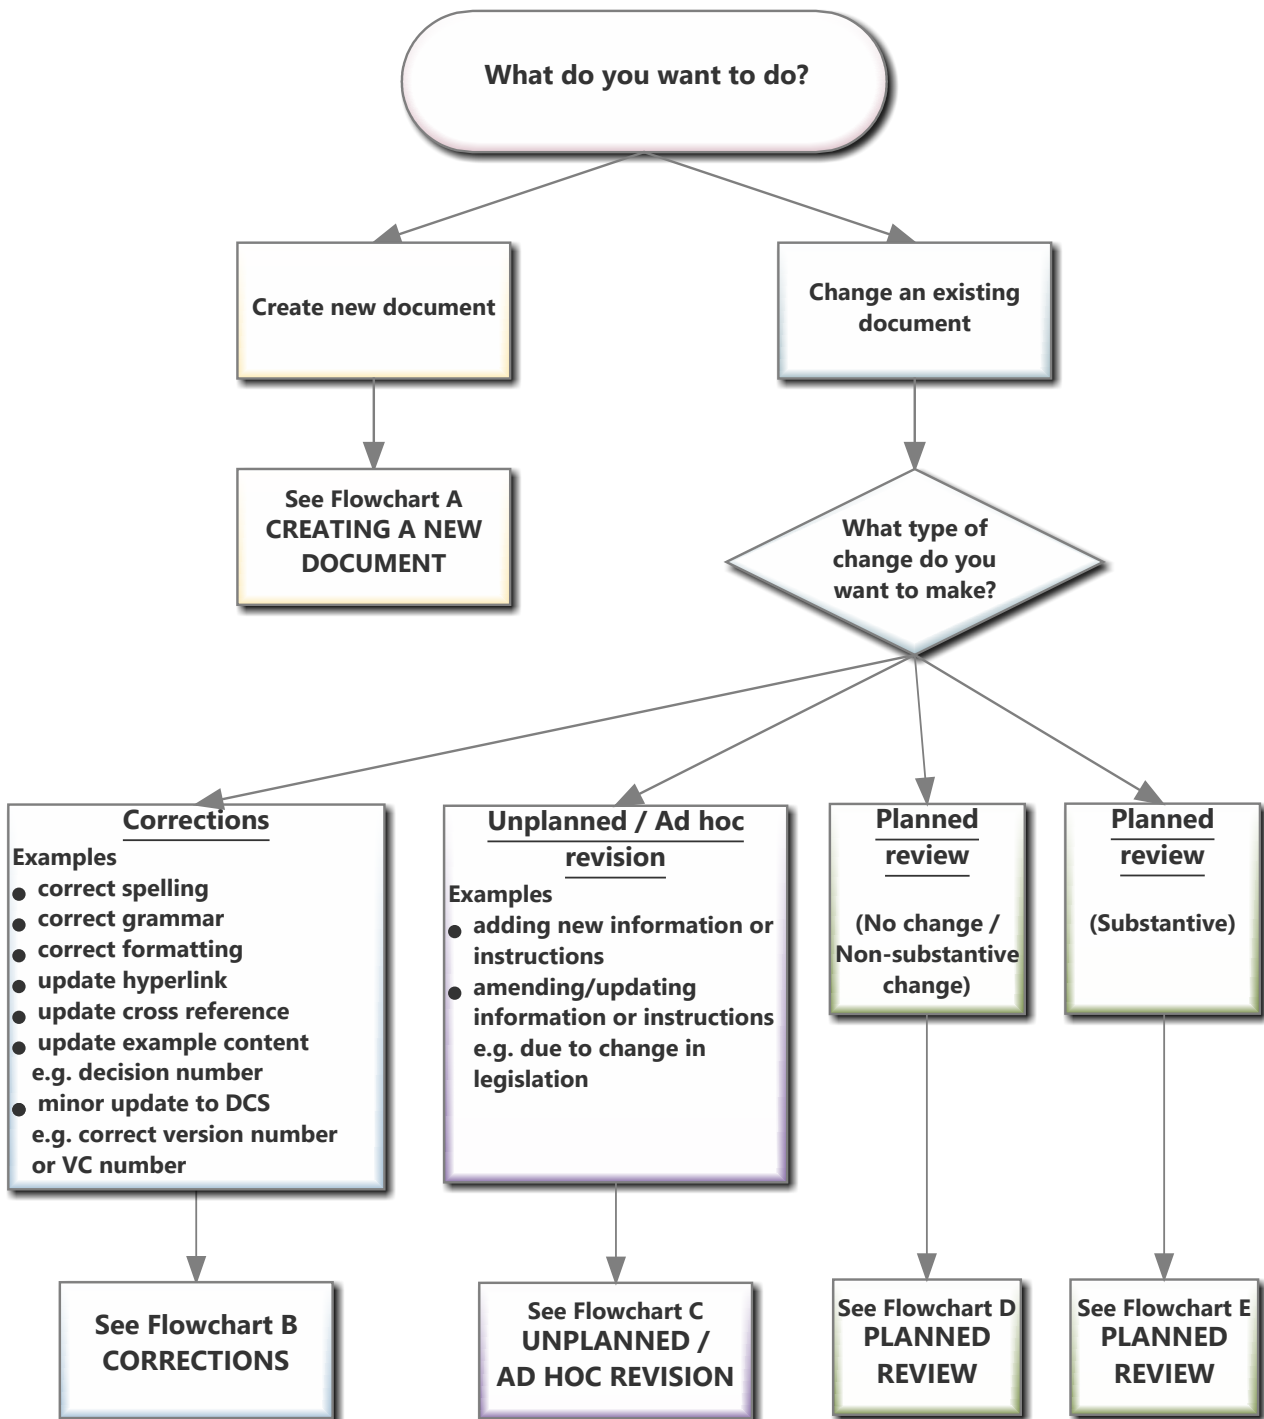 What do you want to do?
Create new document
Change an existing
document
See Flowchart A
CREATING A NEW
DOCUMENT
What type of
change do you
want to make?
Corrections
Examples
● correct spelling
● correct grammar
● correct formatting
● update hyperlink
● update cross reference
● update example content
e.g. decision number
● minor update to DCS
e.g. correct version number
or VC number
Unplanned / Ad hoc
revision
Examples
● adding new information or
instructions
● amending/updating
information or instructions
e.g. due to change in
legislation
Planned
review
(No change /
Non-substantive
change)
Planned
review
(Substantive)
See Flowchart B
CORRECTIONS
See Flowchart C
UNPLANNED /
AD HOC REVISION
See Flowchart D
PLANNED
REVIEW
See Flowchart E
PLANNED
REVIEW